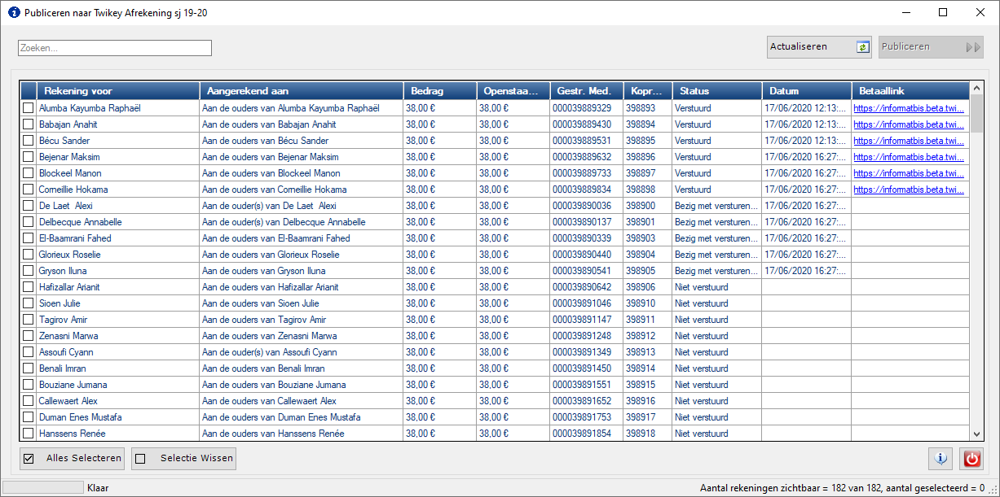 Publiceren naar Twikey Afrekening sj 19-20
Zoeken...
Actualiseren
Publiceren
Rekening voor Aangerekend aan Bedrag Openstaa... Gestr. Med. Kopr... Status Datum Betaallink
Alumba Kayumba Raphaël Aan de ouders van Alumba Kayumba Raphaël 38,00 € 38,00 € 000039889329 398893 Verstuurd 17/06/2020 12:13:... https://informatbis.beta.twi...
Babajan Anahit Aan de ouders van Babajan Anahit 38,00 € 38,00 € 000039889430 398894 Verstuurd 17/06/2020 12:13:... https://informatbis.beta.twi...
Bécu Sander Aan de ouders van Bécu Sander 38,00 € 38,00 € 000039889531 398895 Verstuurd 17/06/2020 12:13:... https://informatbis.beta.twi...
Bejenar Maksim Aan de ouders van Bejenar Maksim 38,00 € 38,00 € 000039889632 398896 Verstuurd 17/06/2020 16:27:... https://informatbis.beta.twi...
Blockeel Manon Aan de ouders van Blockeel Manon 38,00 € 38,00 € 000039889733 398897 Verstuurd 17/06/2020 16:27:... https://informatbis.beta.twi...
Corneillie Hokama Aan de ouders van Corneillie Hokama 38,00 € 38,00 € 000039889834 398898 Verstuurd 17/06/2020 16:27:... https://informatbis.beta.twi...
De Laet Alexi Aan de ouder(s) van De Laet Alexi 38,00 € 38,00 € 000039890036 398900 Bezig met versturen... 17/06/2020 16:27:...
Delbecque Annabelle Aan de ouder(s) van Delbecque Annabelle 38,00 € 38,00 € 000039890137 398901 Bezig met versturen... 17/06/2020 16:27:...
El-Baamrani Fahed Aan de ouders van El-Baamrani Fahed 38,00 € 38,00 € 000039890339 398903 Bezig met versturen... 17/06/2020 16:27:...
Glorieux Roselie Aan de ouders van Glorieux Roselie 38,00 € 38,00 € 000039890440 398904 Bezig met versturen... 17/06/2020 16:27:...
Gryson Iluna Aan de ouders van Gryson Iluna 38,00 € 38,00 € 000039890541 398905 Bezig met versturen... 17/06/2020 16:27:...
Hafizallar Arianit Aan de ouders van Hafizallar Arianit 38,00 € 38,00 € 000039890642 398906 Niet verstuurd
Sioen Julie Aan de ouders van Sioen Julie 38,00 € 38,00 € 000039891046 398910 Niet verstuurd
Tagirov Amir Aan de ouders van Tagirov Amir 38,00 € 38,00 € 000039891147 398911 Niet verstuurd
Zenasni Marwa Aan de ouders van Zenasni Marwa 38,00 € 38,00 € 000039891248 398912 Niet verstuurd
Assoufi Cyann Aan de ouder(s) van Assoufi Cyann 38,00 € 38,00 € 000039891349 398913 Niet verstuurd
Benali Imran Aan de ouders van Benali Imran 38,00 € 38,00 € 000039891450 398914 Niet verstuurd
Bouziane Jumana Aan de ouders van Bouziane Jumana 38,00 € 38,00 € 000039891551 398915 Niet verstuurd
Callewaert Alex Aan de ouders van Callewaert Alex 38,00 € 38,00 € 000039891652 398916 Niet verstuurd
Duman Enes Mustafa Aan de ouders van Duman Enes Mustafa 38,00 € 38,00 € 000039891753 398917 Niet verstuurd
Hanssens Renée Aan de ouders van Hanssens Renée 38,00 € 38,00 € 000039891854 398918 Niet verstuurd
Alles Selecteren
Selectie Wissen
Klaar
Aantal rekeningen zichtbaar = 182 van 182, aantal geselecteerd = 0